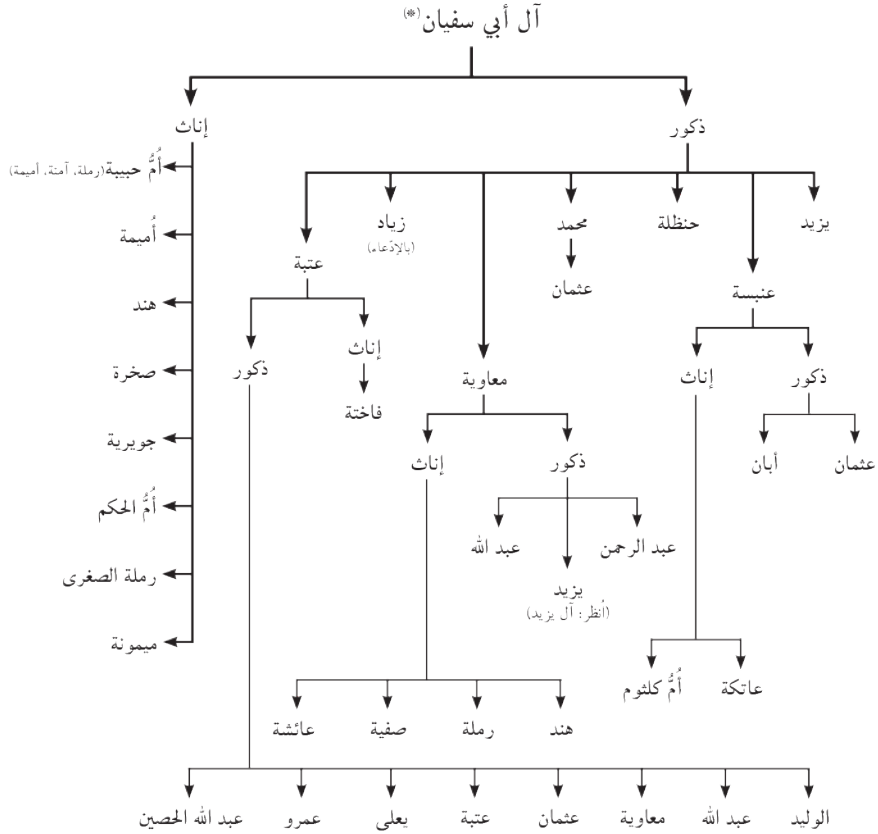 آل أبي سفيان(*)
ذكور
إناث
أُمُّ حبيبة (رملة، آمنة، أميمة)
يزيد
حنظلة
محمد
زياد
(بالإدّعاء)
أُميمة
عتبة
عثمان
عنبسة
هند
إناث
ذكور
معاوية
إناث
ذكور
صخرة
فاختة
جويرية
ذكور
إناث
عثمان
أبان
أُمُّ الحكم
عبد الرحمن
عبد الله
رملة الصغرى
يزيد
(اُنظر: آل يزيد)
ميمونة
عاتكة
أُمُّ كلثوم
هند
رملة
صفية
عائشة
الوليد
عبد الله
معاوية
عثمان
عتبة
يعلى
عمرو
عبد الله الحصين